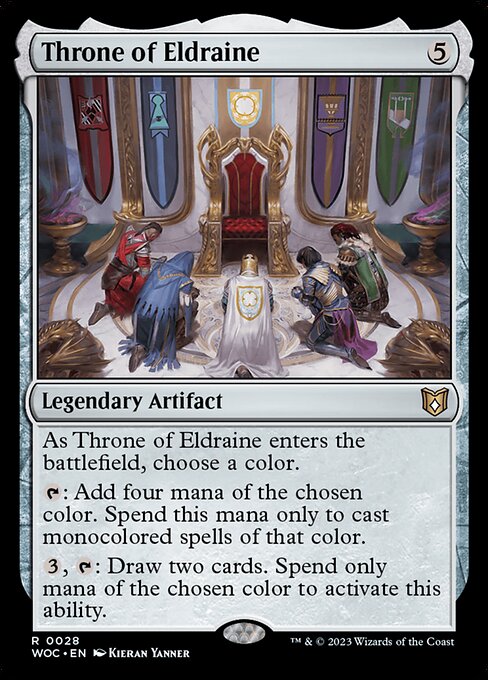 Throne of Eldraine 5
Legendary Artifact
As Throne of Eldraine enters the
battlefield, choose a color.
: Add four mana of the chosen
color. Spend this mana only to cast
monocolored spells of that color.
3, : Draw two cards. Spend only
mana of the chosen color to activate this
ability.
R 0028
WOC • EN Kieran Yanner
™ & © 2023 Wizards of the Coast